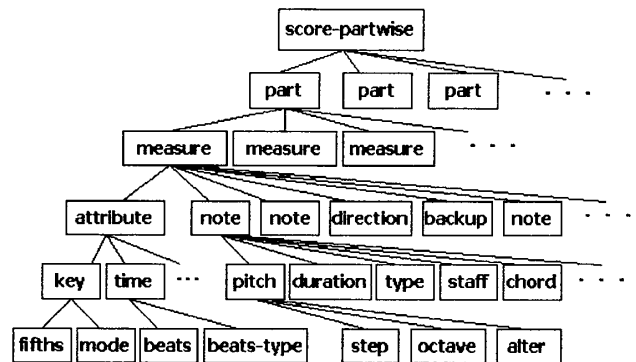 score-partwise
part part part . . .
measure measure measure . . .
attribute note note direction backup note . . .
key time ... pitch duration type staff chord . . .
fifths mode beats beats-type step octave alter